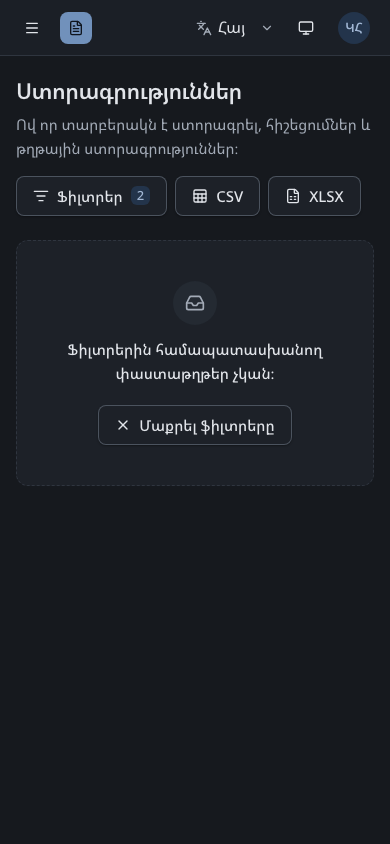 Հայ
ԿՀ
Ստորագրություններ
Ով որ տարբերակն է ստորագրել, հիշեցումներ և
թղթային ստորագրություններ։
Ֆիլտրեր 2 CSV XLSX
Ֆիլտրերին համապատասխանող
փաստաթղթեր չկան։
Մաքրել ֆիլտրերը